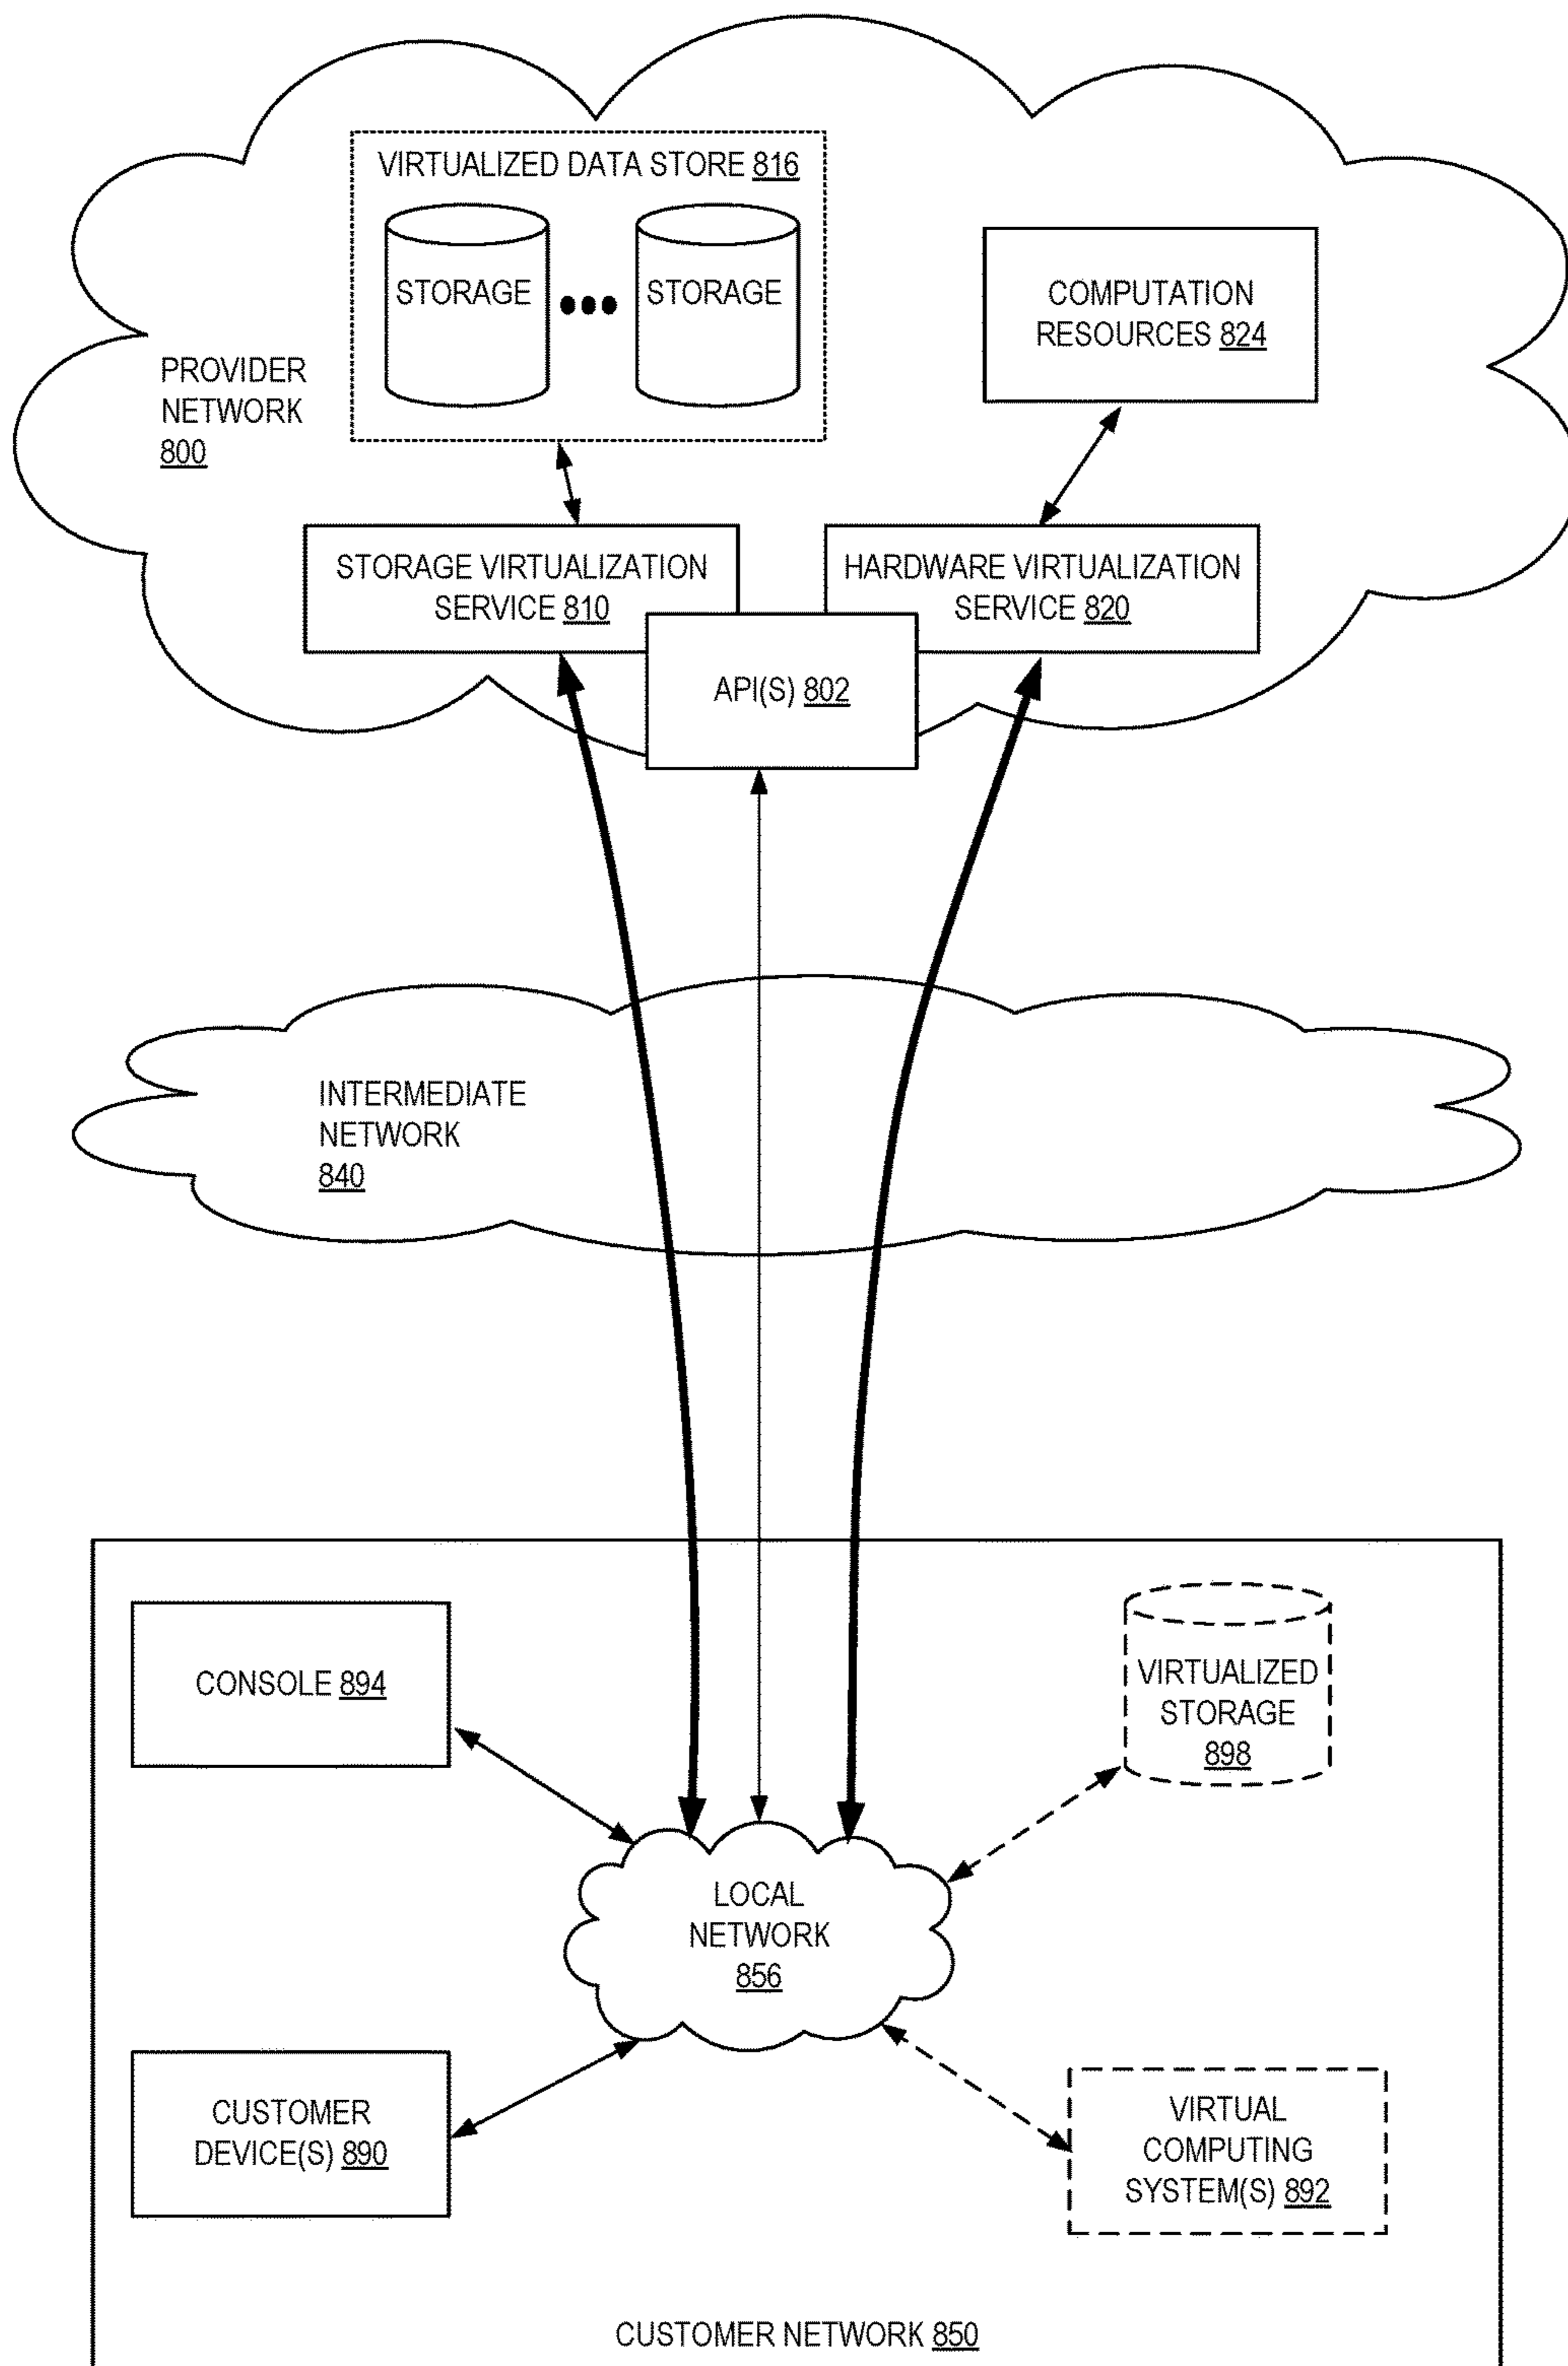 VIRTUALIZED DATA STORE 816
STORAGE
STORAGE
COMPUTATION
RESOURCES 824
PROVIDER
NETWORK
800
STORAGE VIRTUALIZATION
SERVICE 810
HARDWARE VIRTUALIZATION
SERVICE 820
API(S) 802
INTERMEDIATE
NETWORK
840
CONSOLE 894
VIRTUALIZED
STORAGE
898
LOCAL
NETWORK
856
CUSTOMER
DEVICE(S) 890
VIRTUAL
COMPUTING
SYSTEM(S) 892
CUSTOMER NETWORK 850